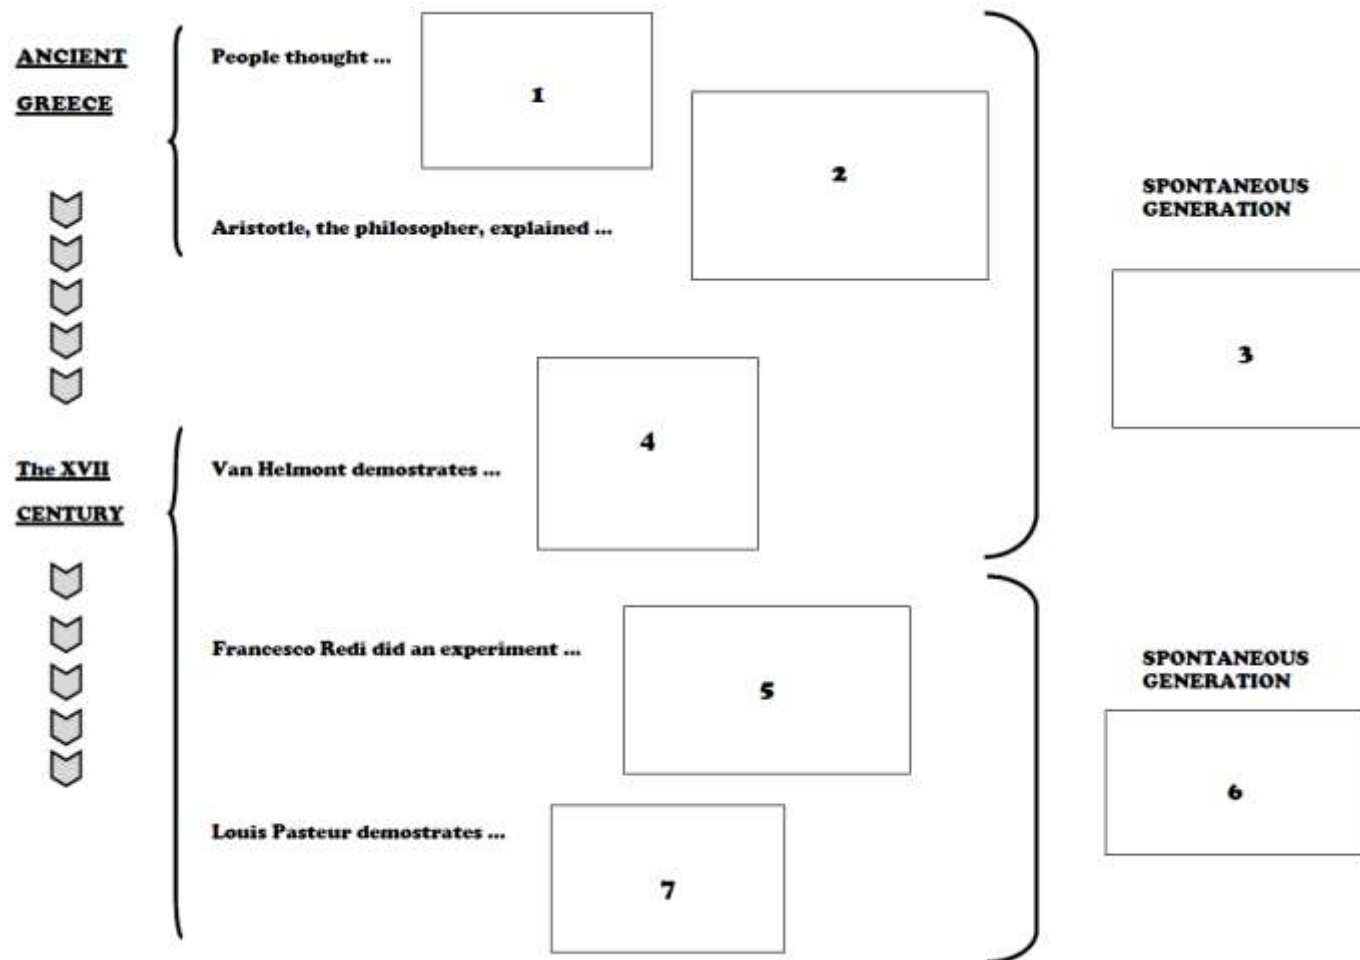 ANCIENT
GREECE
People thought ...
1
2
Aristotle, the philosopher, explained ...
SPONTANEOUS
GENERATION
3
The XVII
CENTURY
Van Helmont demostrates ...
4
Francesco Redi did an experiment ...
5
SPONTANEOUS
GENERATION
6
Louis Pasteur demostrates ...
7